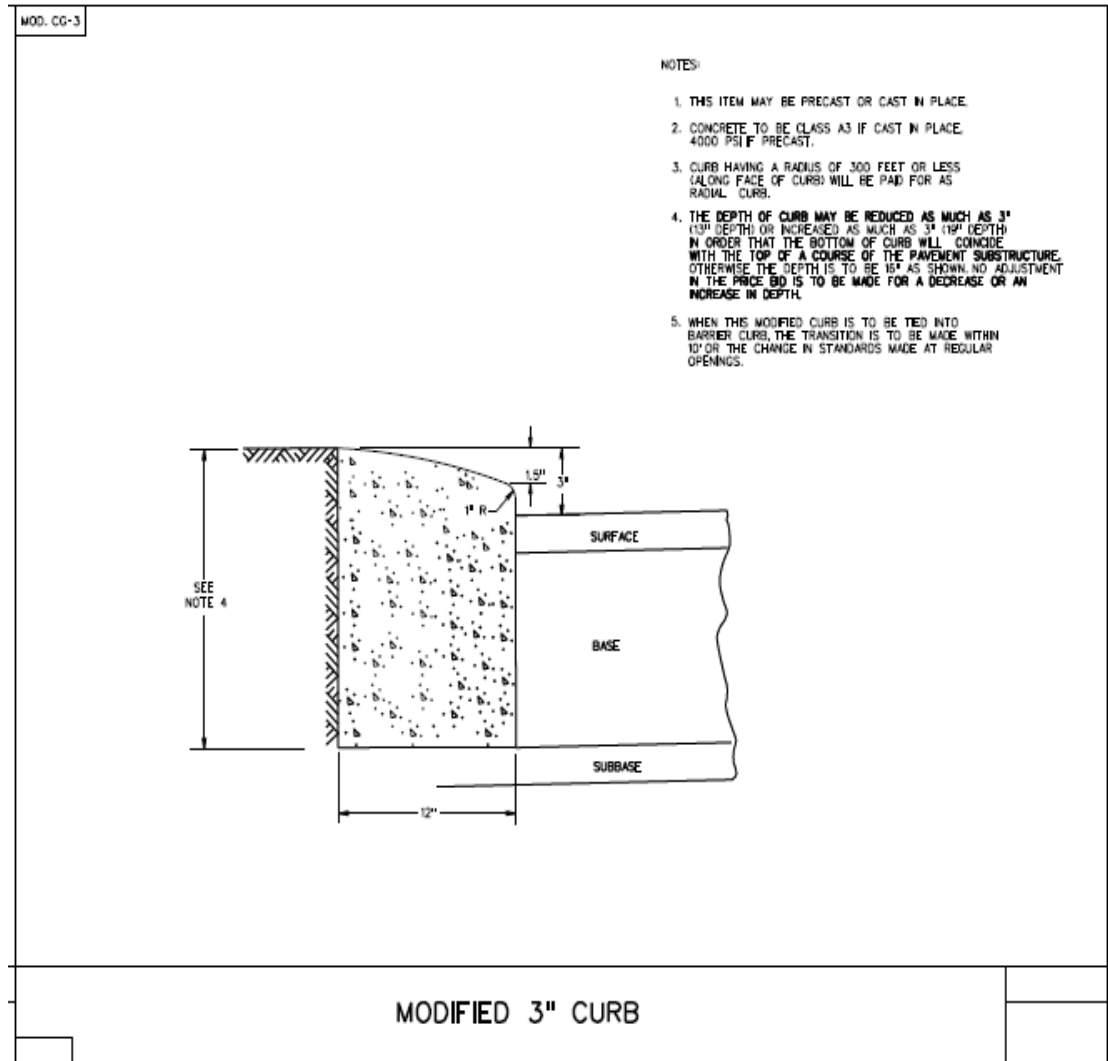 MOD. CG-3
NOTES:
1. THIS ITEM MAY BE PRECAST OR CAST IN PLACE.
2. CONCRETE TO BE CLASS A3 IF CAST IN PLACE,
4000 PSI IF PRECAST.
3. CURB HAVING A RADIUS OF 300 FEET OR LESS
(ALONG FACE OF CURB) WILL BE PAID FOR AS
RADIAL CURB.
4. THE DEPTH OF CURB MAY BE REDUCED AS MUCH AS 3"
(13" DEPTH) OR INCREASED AS MUCH AS 3" (19" DEPTH)
IN ORDER THAT THE BOTTOM OF CURB WILL COINCIDE
WITH THE TOP OF A COURSE OF THE PAVEMENT SUBSTRUCTURE.
OTHERWISE THE DEPTH IS TO BE 16" AS SHOWN. NO ADJUSTMENT
IN THE PRICE BID IS TO BE MADE FOR A DECREASE OR AN
INCREASE IN DEPTH.
5. WHEN THIS MODIFIED CURB IS TO BE TIED INTO
BARRIER CURB, THE TRANSITION IS TO BE MADE WITHIN
10' OR THE CHANGE IN STANDARDS MADE AT REGULAR
OPENINGS.
1.5"
3"
1" R
SURFACE
SEE
NOTE 4
BASE
SUBBASE
12"
MODIFIED 3" CURB